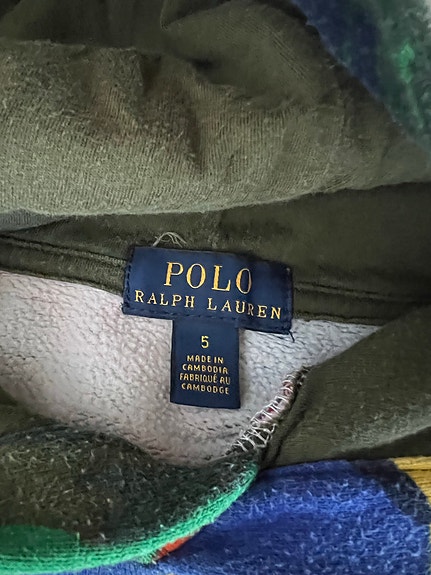 POLO
RALPH LAUREN
5
MADE IN
CAMBODIA
FABRIQUÉ AU
CAMBODGE